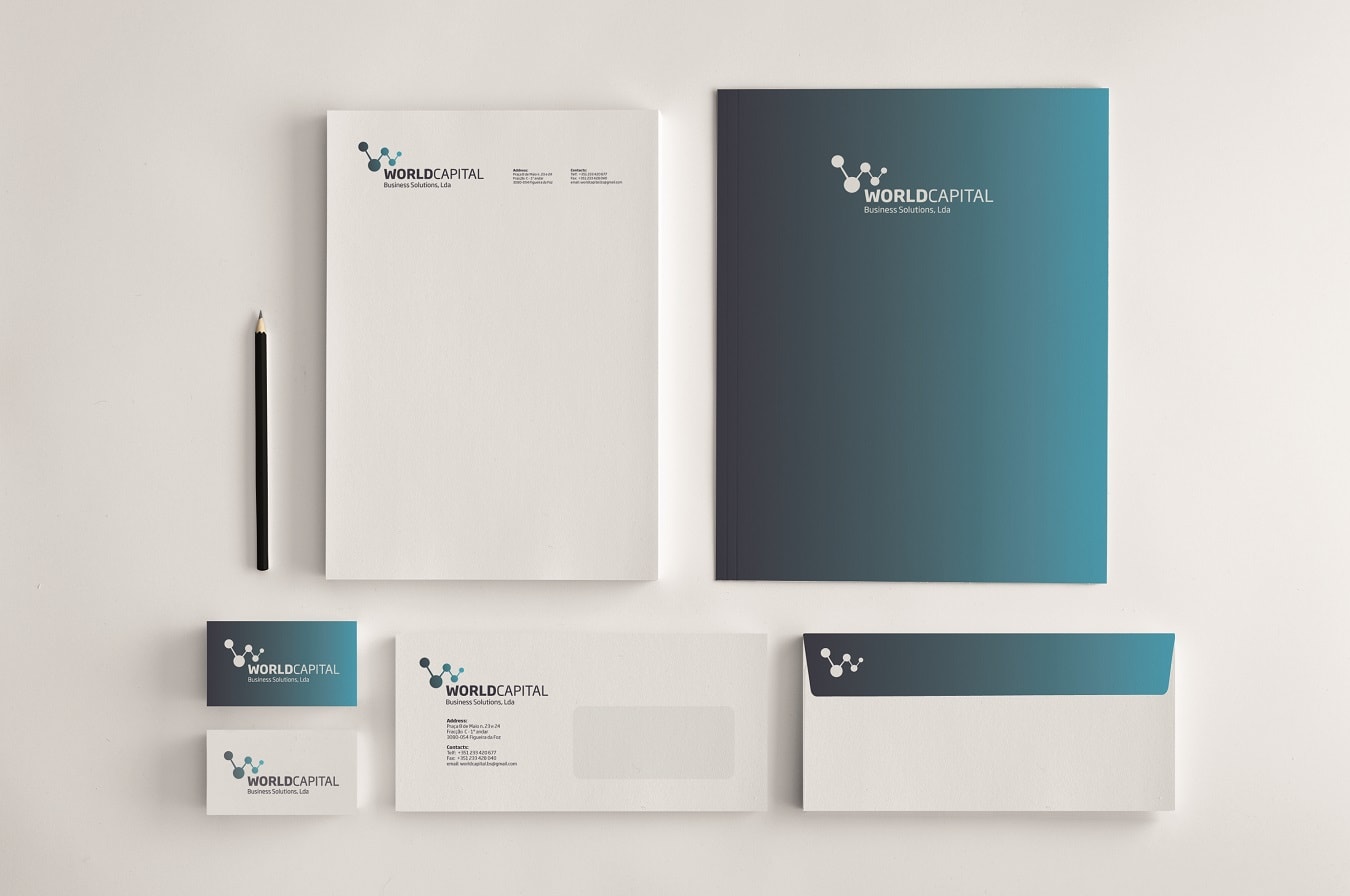 WORLDCAPITAL
Business Solutions, Lda
Address:
Praça 8 de Maio n. 23 e 24
Fracção C - 1º andar
3080-054 Figueira da Foz
Contacts:
Telf: +351 233 420 677
Fax: +351 233 428 040
email: worldcapital.bs@gmail.com
WORLDCAPITAL
Business Solutions, Lda
WORLDCAPITAL
Business Solutions, Lda
WORLDCAPITAL
Business Solutions, Lda
Address:
Praça 8 de Maio n. 23 e 24
Fracção C - 1º andar
3080-054 Figueira da Foz
Contacts:
Telf: +351 233 420 677
Fax: +351 233 428 040
email: worldcapital.bs@gmail.com
WORLDCAPITAL
Business Solutions, Lda